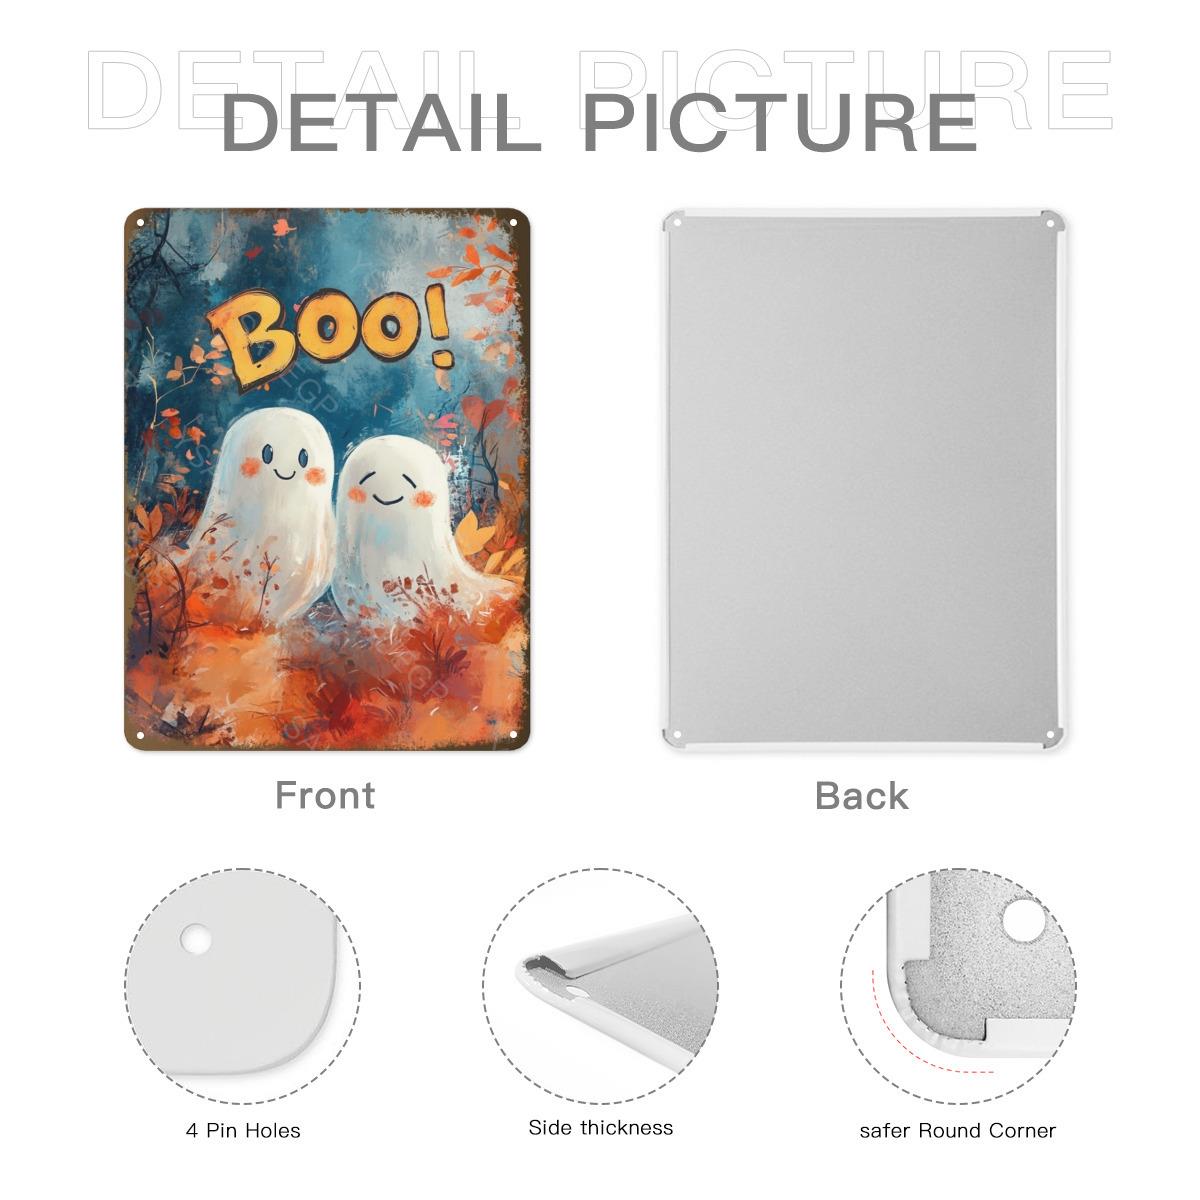 DETAIL PICTURE
DETAIL PICTURE
BOO!
Front
Back
4 Pin Holes
Side thickness
safer Round Corner